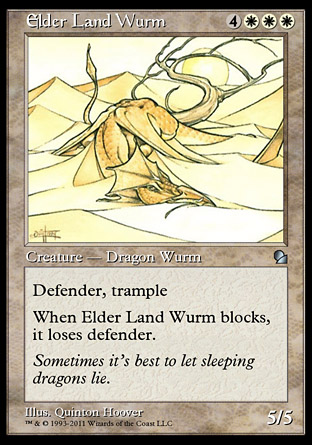 Elder Land Wurm 4
Creature — Dragon Wurm
Defender, trample
When Elder Land Wurm blocks,
it loses defender.
Sometimes it's best to let sleeping
dragons lie.
Illus. Quinton Hoover
5/5
™ & © 1993-2011 Wizards of the Coast LLC